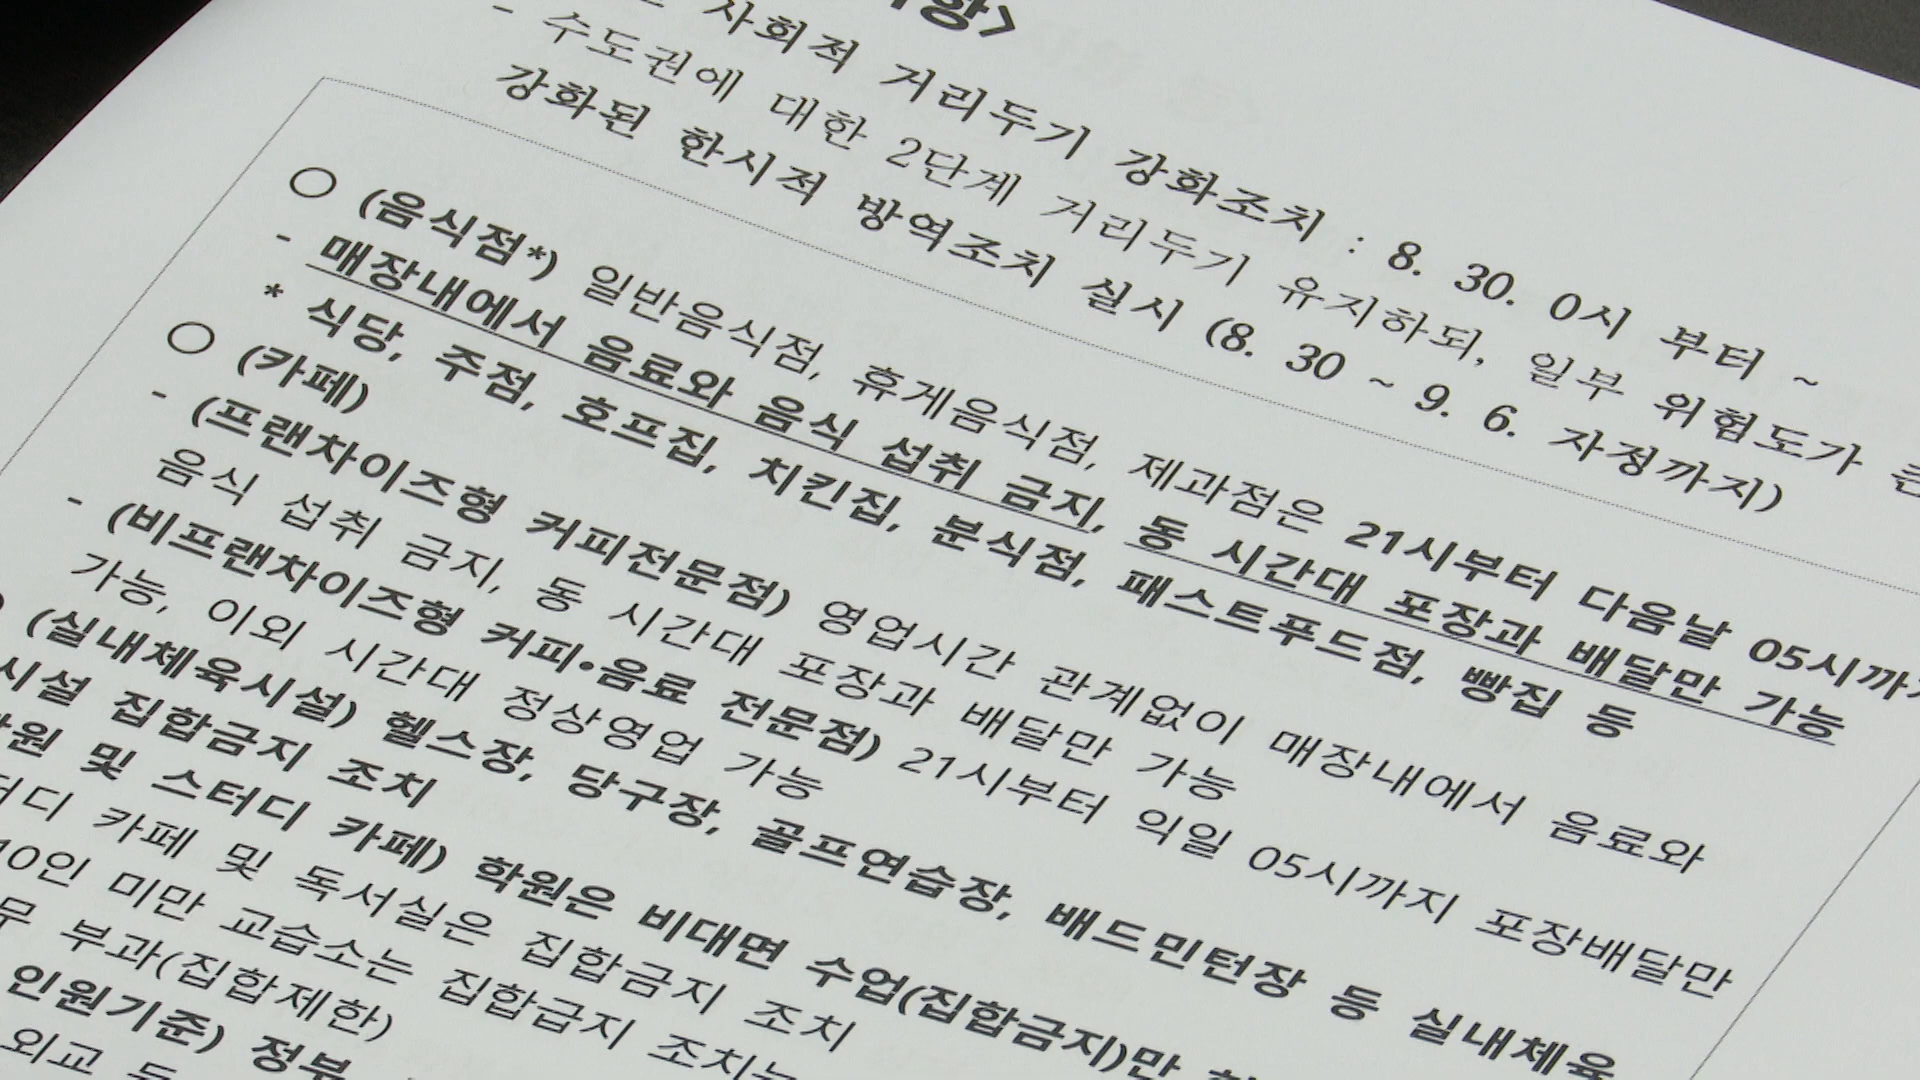 사회적 거리두기 강화조치 : 8. 30. 0시 부터 ~
- 수도권에 대한 2단계 거리두기 유지하되, 일부 위험도가 큰
강화된 한시적 방역조치 실시 (8. 30 ~ 9. 6. 자정까지)
○ (음식점*) 일반음식점, 휴게음식점, 제과점은 21시부터 다음날 05시까지
- 매장내에서 음료와 음식 섭취 금지, 동 시간대 포장과 배달만 가능
* 식당, 주점, 호프집, 치킨집, 분식점, 패스트푸드점, 빵집 등
○ (카페)
- (프랜차이즈형 커피전문점) 영업시간 관계없이 매장내에서 음료와
음식 섭취 금지, 동 시간대 포장과 배달만 가능
- (비프랜차이즈형 커피•음료 전문점) 21시부터 익일 05시까지 포장배달만
가능, 이외 시간대 정상영업 가능
(실내체육시설) 헬스장, 당구장, 골프연습장, 배드민턴장 등 실내체육
시설 집합금지 조치
학원 및 스터디 카페) 학원은 비대면 수업(집합금지)만
터디 카페 및 독서실은 집합금지 조치
10인 미만 교습소는 집합금지 조치는
무 부과(집합제한)
인원기준) 정부
외교 등